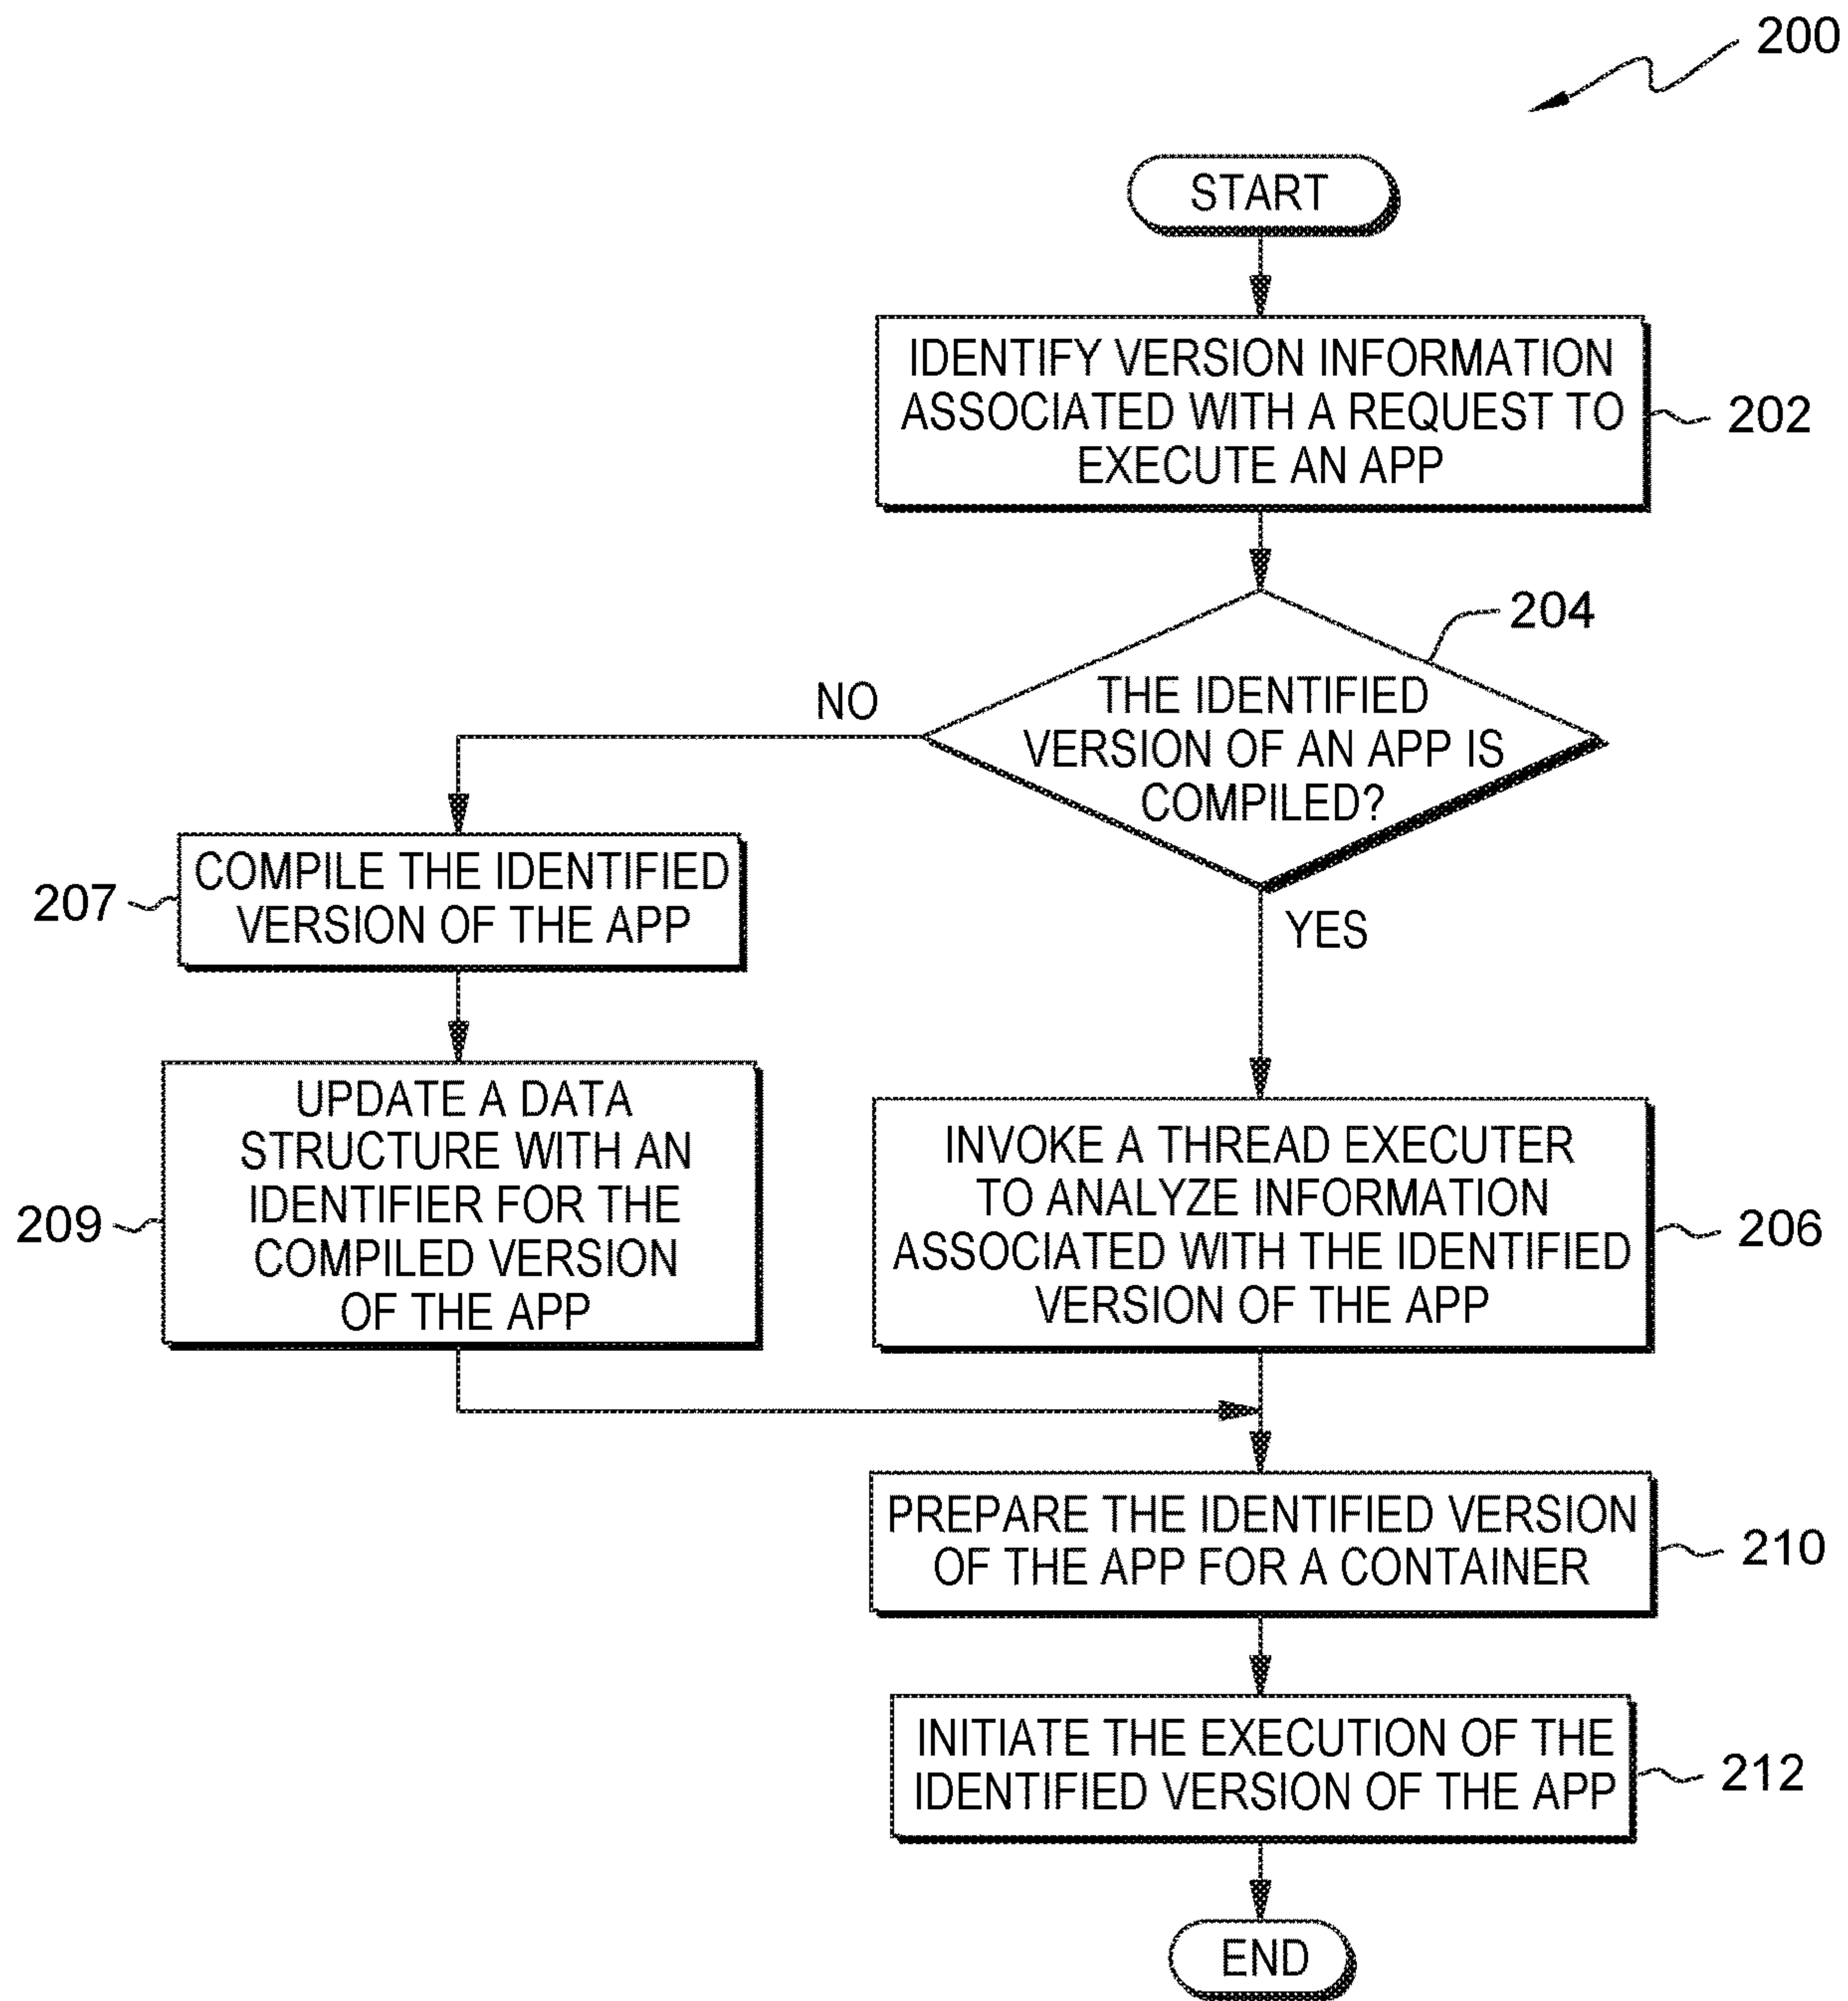 200
START
IDENTIFY VERSION INFORMATION
ASSOCIATED WITH A REQUEST TO
EXECUTE AN APP
202
204
THE IDENTIFIED
VERSION OF AN APP IS
COMPILED?
NO
YES
207
COMPILE THE IDENTIFIED
VERSION OF THE APP
209
UPDATE A DATA
STRUCTURE WITH AN
IDENTIFIER FOR THE
COMPILED VERSION
OF THE APP
INVOKE A THREAD EXECUTER
TO ANALYZE INFORMATION
ASSOCIATED WITH THE IDENTIFIED
VERSION OF THE APP
206
PREPARE THE IDENTIFIED VERSION
OF THE APP FOR A CONTAINER
210
INITIATE THE EXECUTION OF THE
IDENTIFIED VERSION OF THE APP
212
END